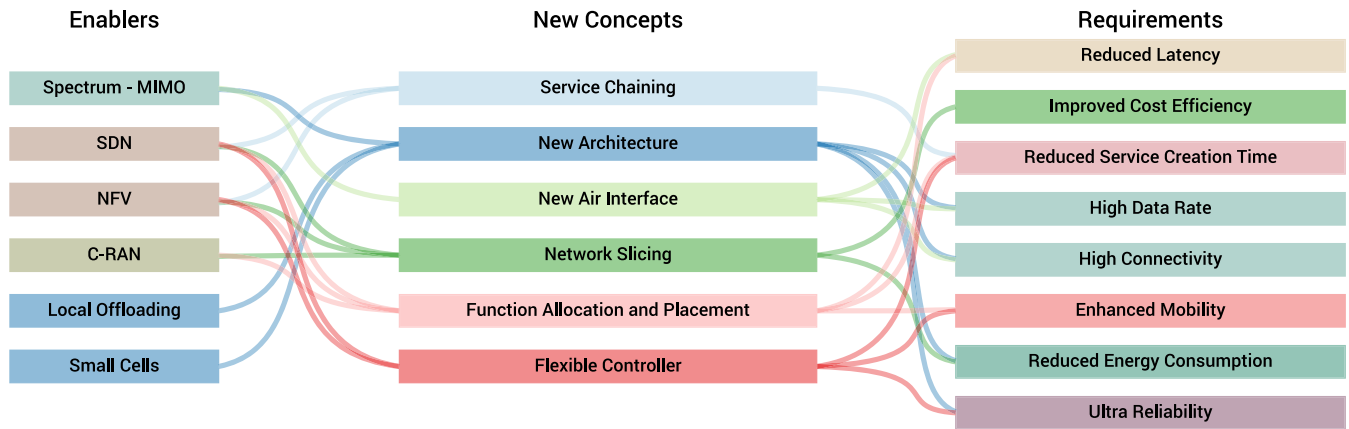 Enablers
New Concepts
Requirements
Spectrum - MIMO
SDN
NFV
C-RAN
Local Offloading
Small Cells
Service Chaining
New Architecture
New Air Interface
Network Slicing
Function Allocation and Placement
Flexible Controller
Reduced Latency
Improved Cost Efficiency
Reduced Service Creation Time
High Data Rate
High Connectivity
Enhanced Mobility
Reduced Energy Consumption
Ultra Reliability